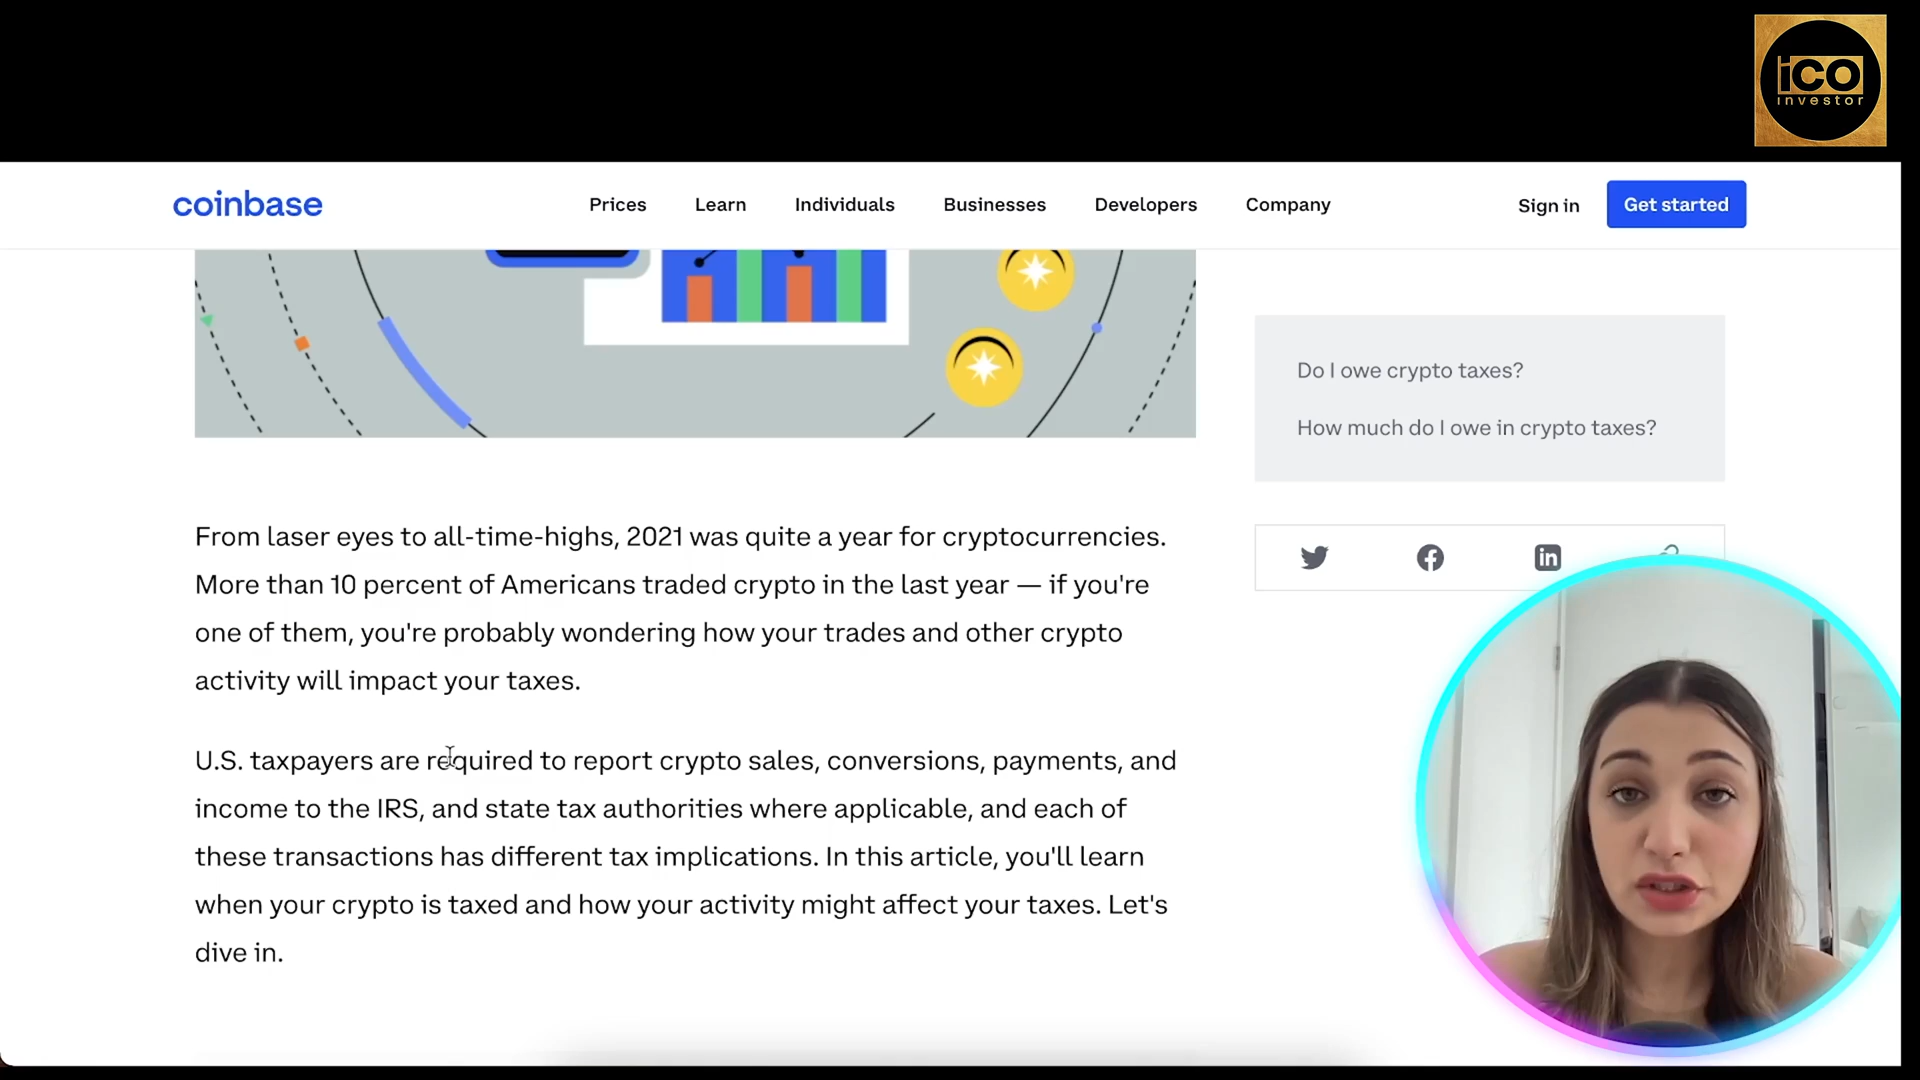 iCO
investor
coinbase
Prices
Learn
Individuals
Businesses
Developers
Company
Sign in
Get started
Do I owe crypto taxes?
How much do I owe in crypto taxes?
From laser eyes to all-time-highs, 2021 was quite a year for cryptocurrencies.
More than 10 percent of Americans traded crypto in the last year — if you're
one of them, you're probably wondering how your trades and other crypto
activity will impact your taxes.
U.S. taxpayers are required to report crypto sales, conversions, payments, and
income to the IRS, and state tax authorities where applicable, and each of
these transactions has different tax implications. In this article, you'll learn
when your crypto is taxed and how your activity might affect your taxes. Let's
dive in.